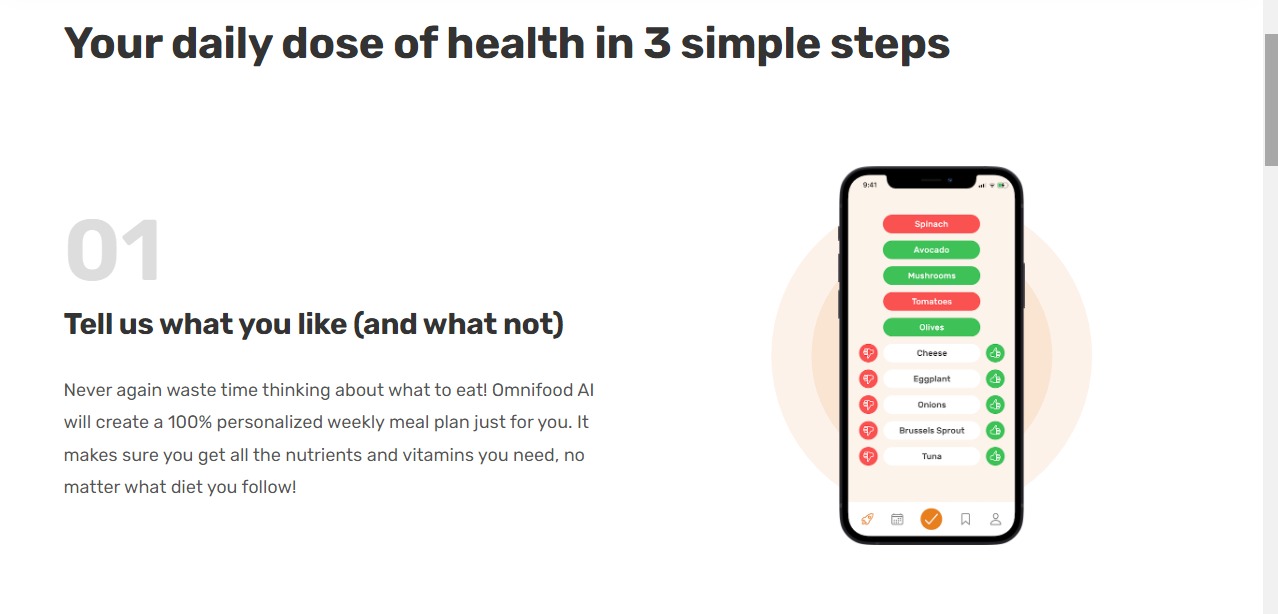 Your daily dose of health in 3 simple steps
01
Tell us what you like (and what not)
Never again waste time thinking about what to eat! Omnifood AI
will create a 100% personalized weekly meal plan just for you. It
makes sure you get all the nutrients and vitamins you need, no
matter what diet you follow!
9:41
Spinach
Avocado
Mushrooms
Tomatoes
Olives
Cheese
Eggplant
Onions
Brussels Sprout
Tuna